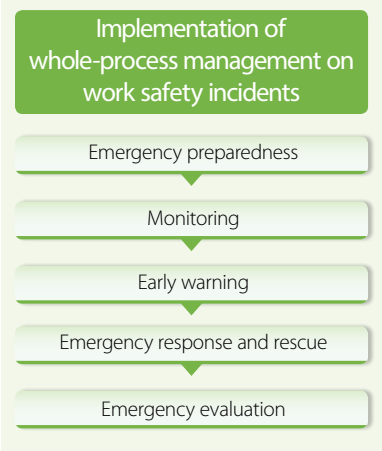 Implementation of
whole-process management on
work safety incidents
Emergency preparedness
Monitoring
Early warning
Emergency response and rescue
Emergency evaluation